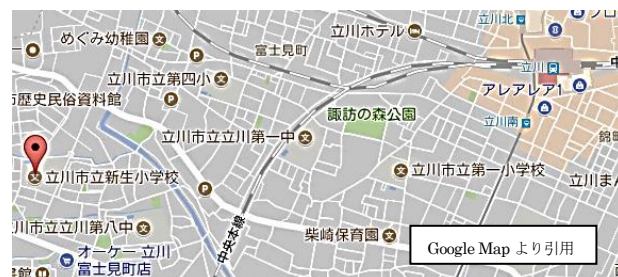 めぐみ幼稚園
富士見町
立川ホテル
立川北
立川市立第四小
立川
アレアレア1
歴史民俗資料館
諏訪の森公園
立川市立立川第一中
立川南
錦町
立川市立新生小学校
立川市立第一小学校
立川まん
川市立立川第八中
中央本線
柴崎保育園
オーケー 立川
富士見町店
Google Map より引用